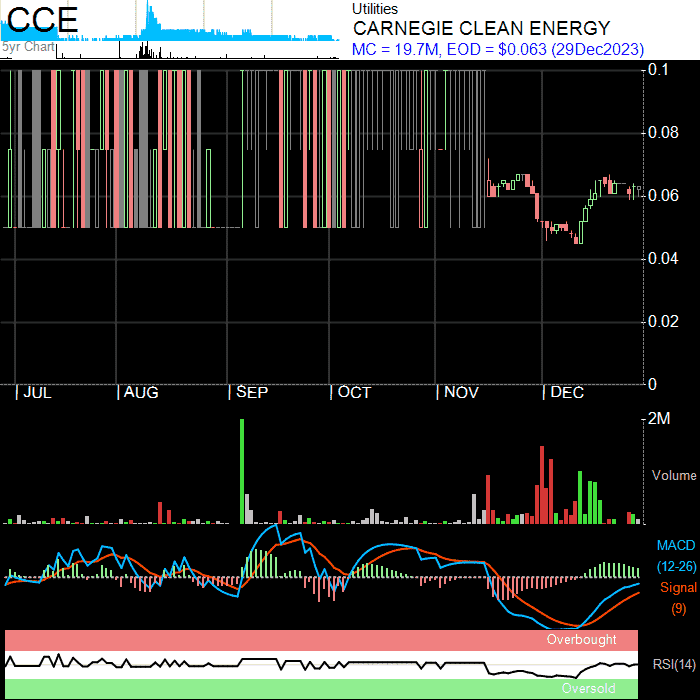 CCE
5yr Chart
Utilities
CARNEGIE CLEAN ENERGY
MC = 19.7M, EOD = $0.063 (29Dec2023)
0.1
0.08
0.06
0.04
0.02
0
JUL AUG SEP OCT NOV DEC
2M
Volume
MACD
(12-26)
Signal
(9)
Overbought
RSI(14)
Oversold